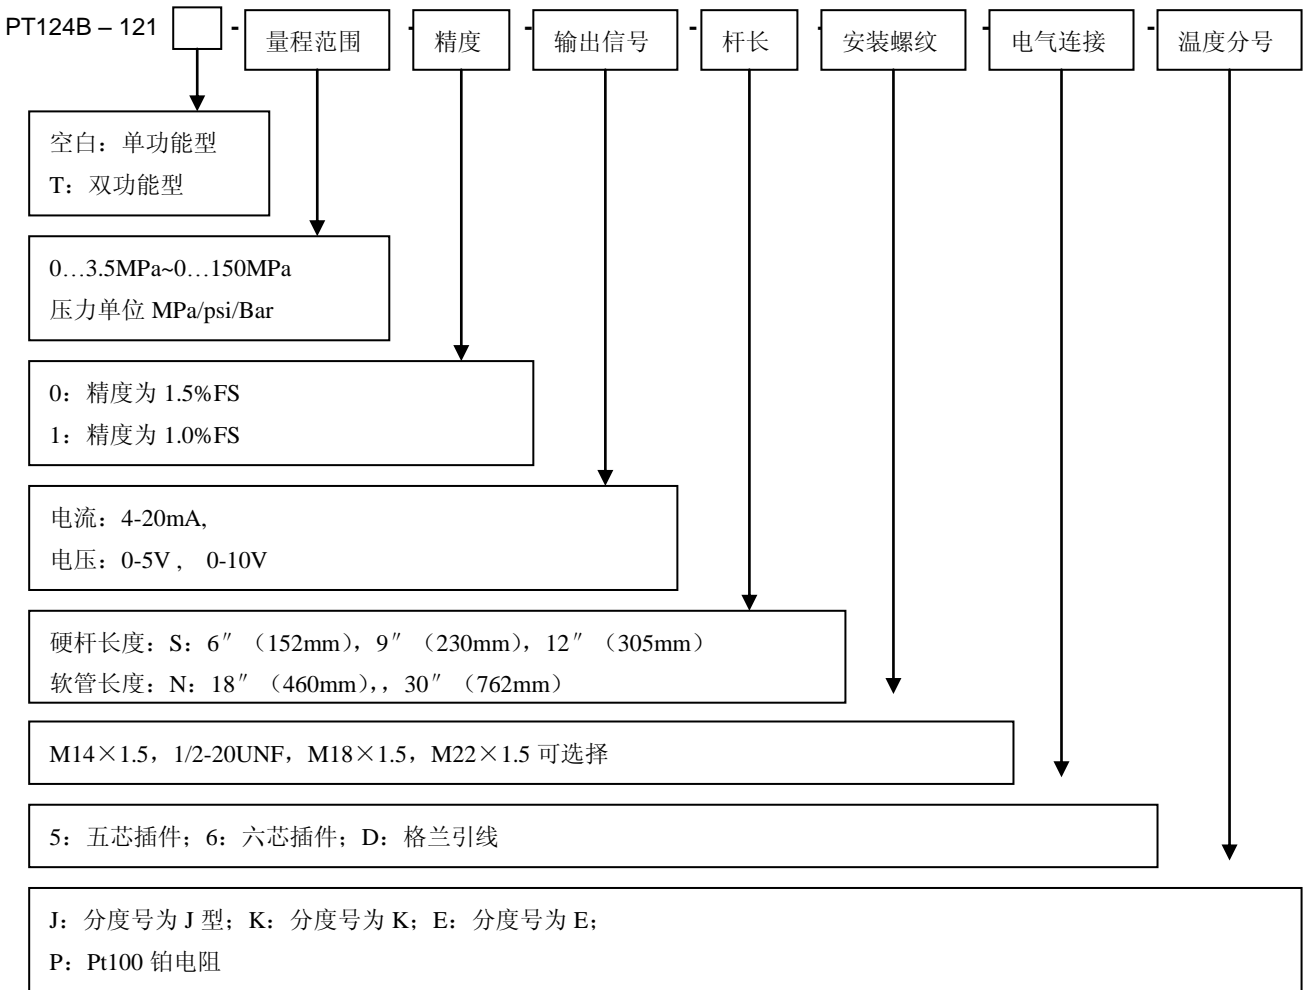 PT124B – 121 - 量程范围 - 精度 - 输出信号 - 杆长 - 安装螺纹 - 电气连接 - 温度分号
空白：单功能型
T：双功能型
0…3.5MPa~0…150MPa
压力单位 MPa/psi/Bar
0：精度为 1.5%FS
1：精度为 1.0%FS
电流：4-20mA,
电压：0-5V , 0-10V
硬杆长度：S：6″（152mm），9″（230mm），12″（305mm）
软管长度：N：18″（460mm），，30″（762mm）
M14×1.5，1/2-20UNF，M18×1.5，M22×1.5 可选择
5：五芯插件；6：六芯插件；D：格兰引线
J：分度号为 J 型；K：分度号为 K；E：分度号为 E；
P：Pt100 铂电阻